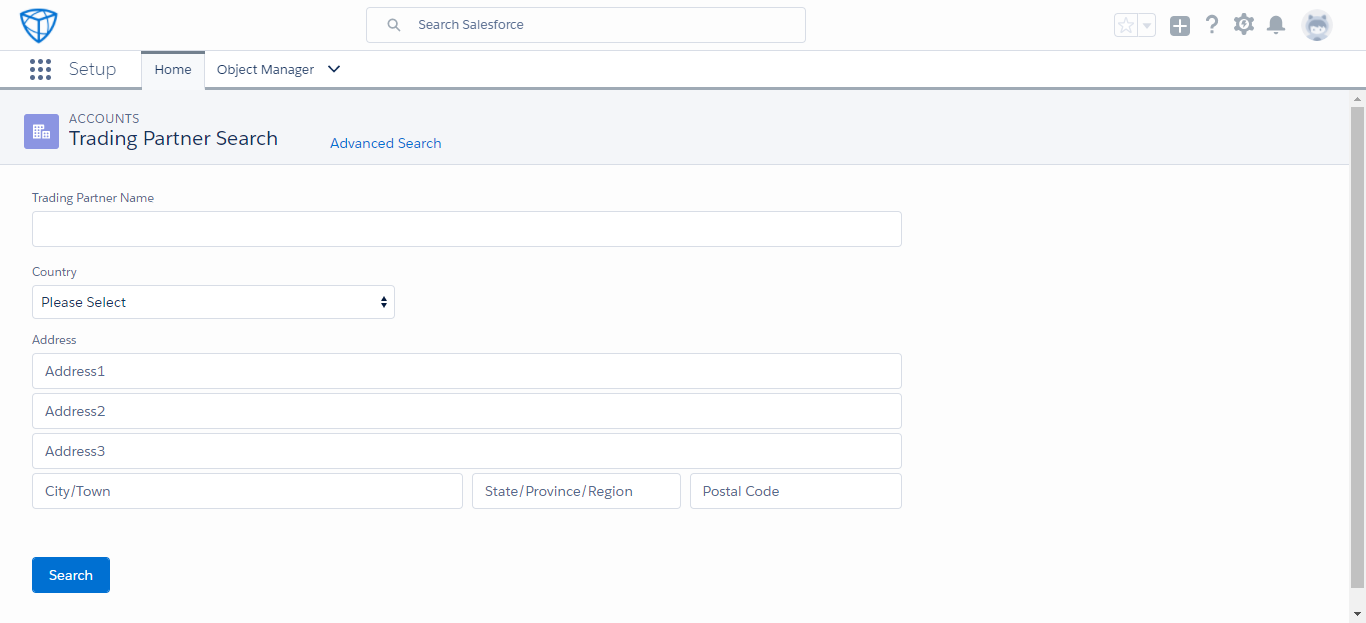 Search Salesforce
Setup
Home
Object Manager
ACCOUNTS
Trading Partner Search
Advanced Search
Trading Partner Name
Country
Please Select
Address
Address1
Address2
Address3
City/Town
State/Province/Region
Postal Code
Search